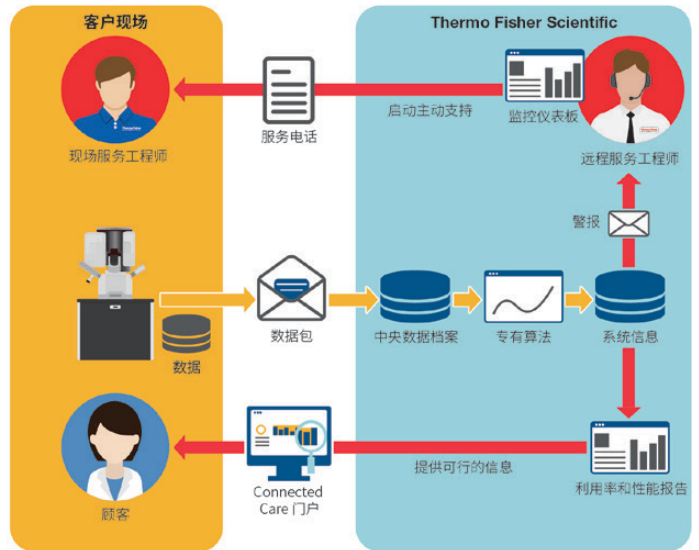 客户现场
Thermo Fisher Scientific
启动主动支持
监控仪表板
服务电话
现场服务工程师
远程服务工程师
警报
数据包
中央数据档案
专有算法
系统信息
数据
提供可行的信息
利用率和性能报告
Connected
Care 门户
顾客